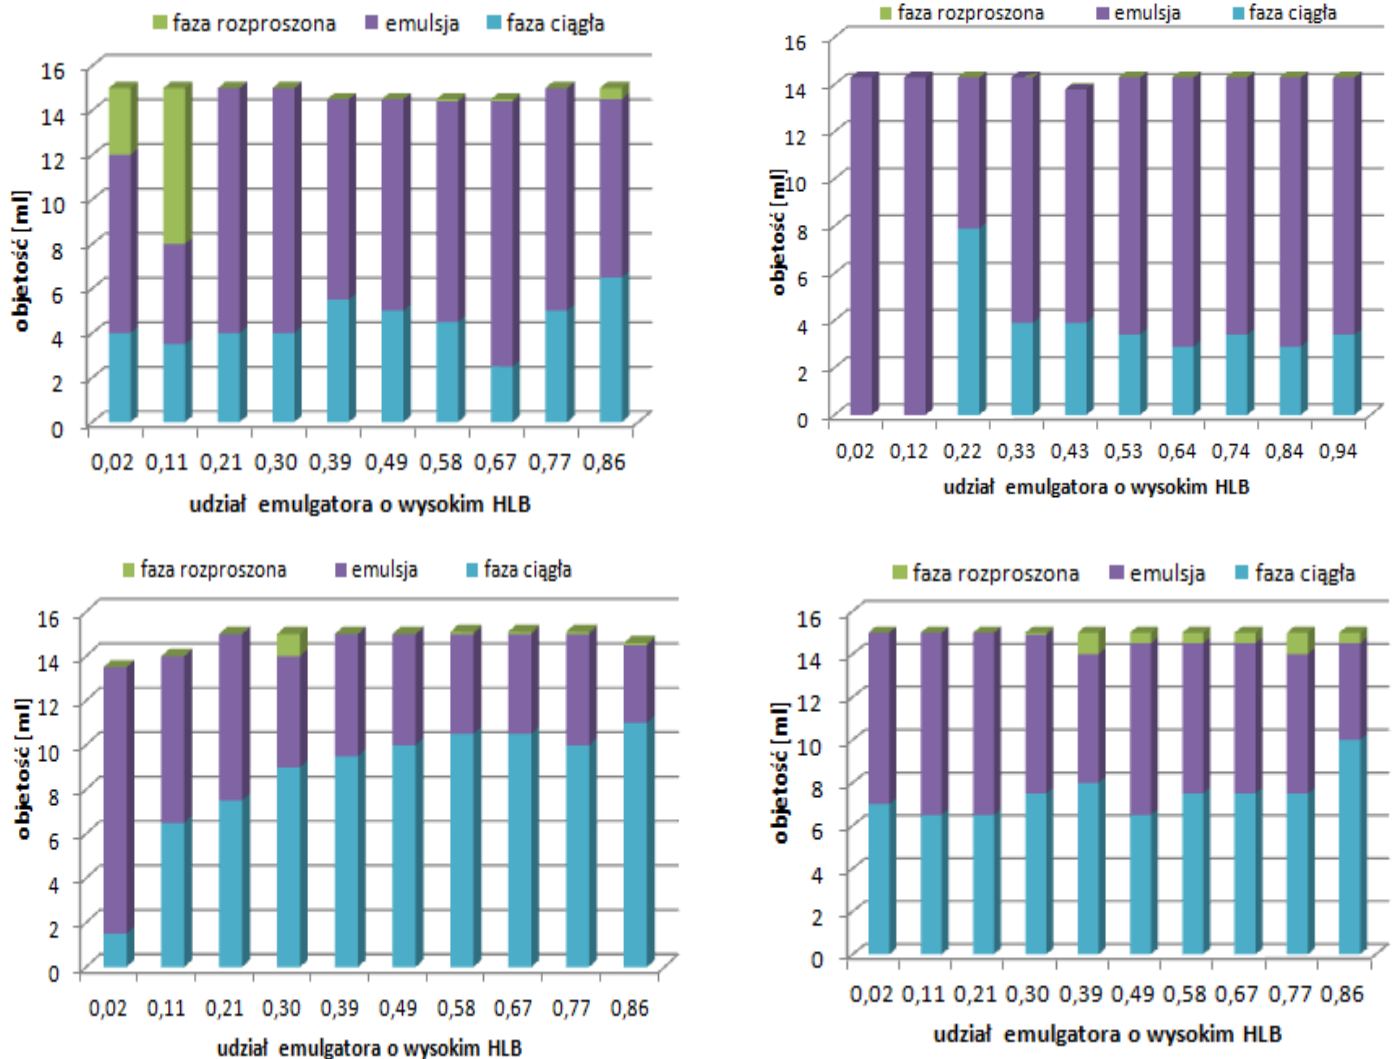 faza rozproszona emulsja faza ciągła
16
14
12
10
8
6
4
2
0
objetość [ml]
0,02 0,11 0,21 0,30 0,39 0,49 0,58 0,67 0,77 0,86
udział emulgatora o wysokim HLB
faza rozproszona emulsja faza ciągła
16
14
12
10
8
6
4
2
0
objetość [ml]
0,02 0,12 0,22 0,33 0,43 0,53 0,64 0,74 0,84 0,94
udział emulgatora o wysokim HLB
faza rozproszona emulsja faza ciągła
16
14
12
10
8
6
4
2
0
objetość [ml]
0,02 0,11 0,21 0,30 0,39 0,49 0,58 0,67 0,77 0,86
udział emulgatora o wysokim HLB
faza rozproszona emulsja faza ciągła
16
14
12
10
8
6
4
2
0
objetość [ml]
0,02 0,11 0,21 0,30 0,39 0,49 0,58 0,67 0,77 0,86
udział emulgatora o wysokim HLB